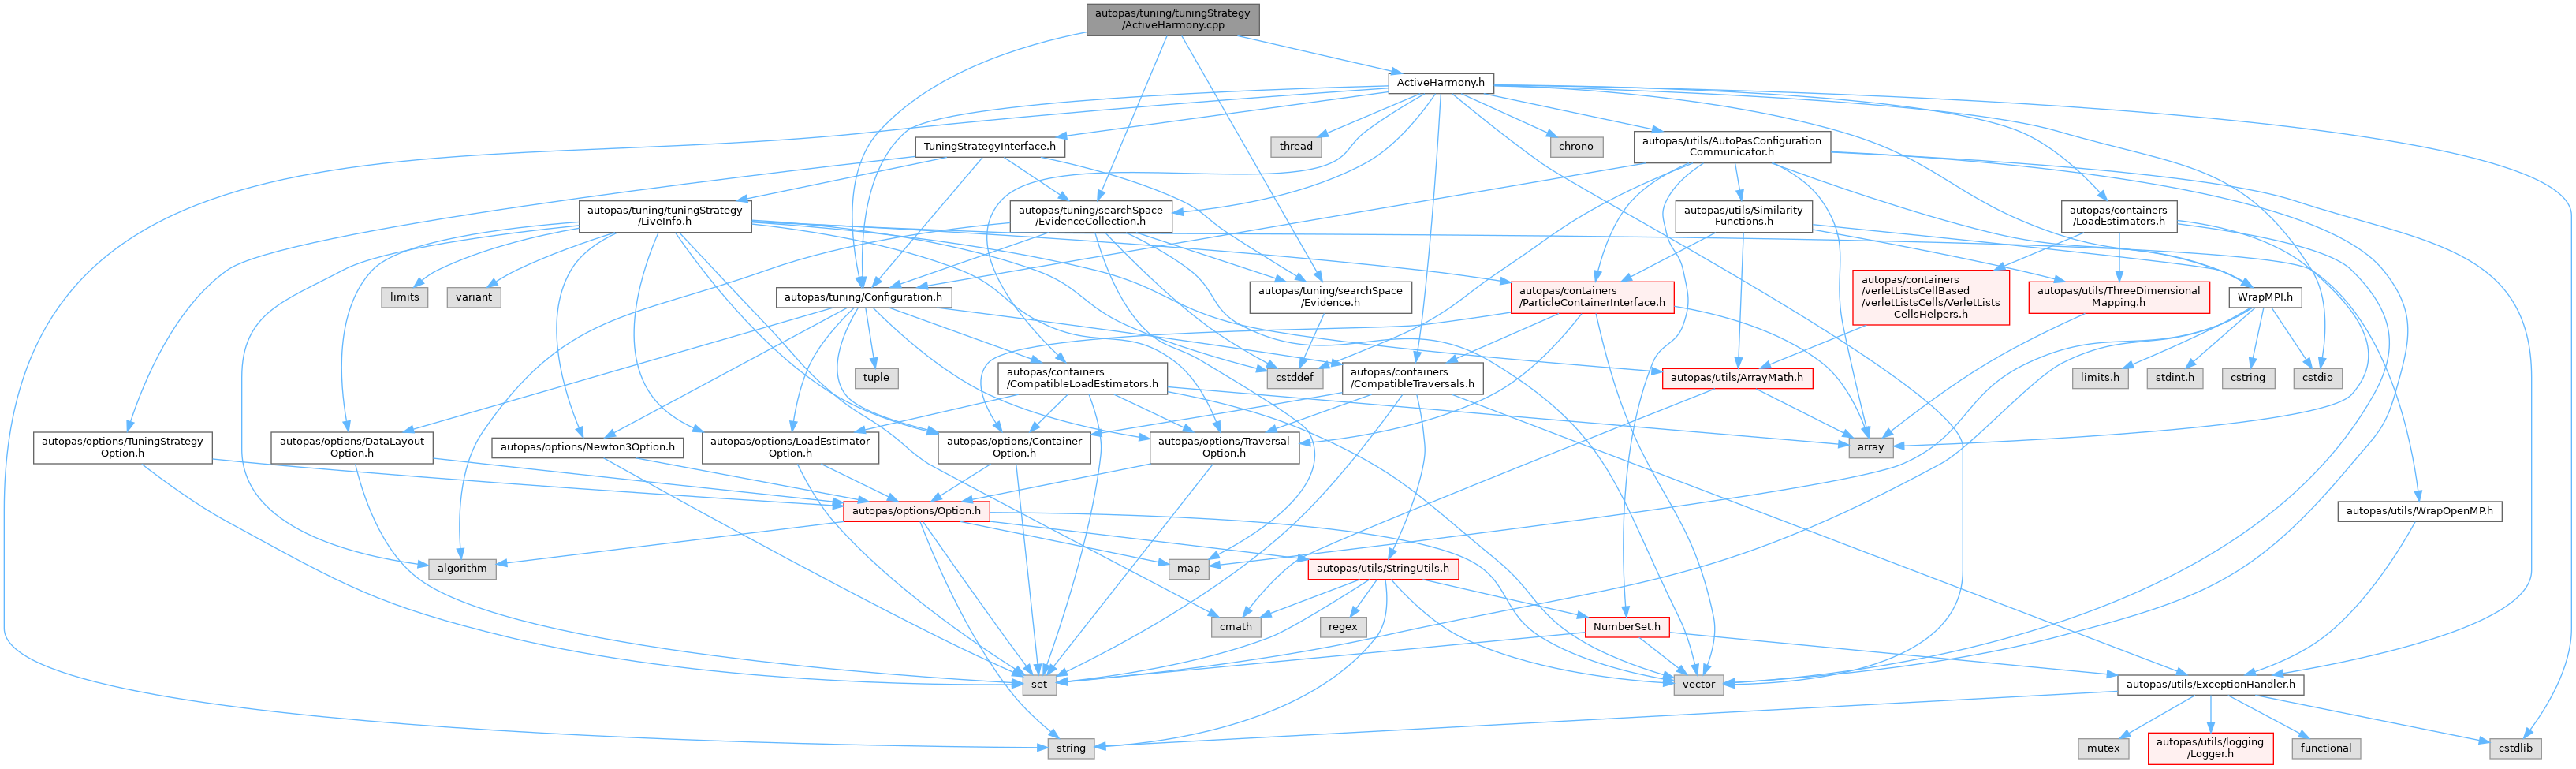 autopas/tuning/tuningStrategy
/ActiveHarmony.cpp
ActiveHarmony.h
TuningStrategyInterface.h
thread
autopas/utils/AutoPasConfiguration
Communicator.h
chrono
autopas/tuning/tuningStrategy
/LiveInfo.h
autopas/tuning/searchSpace
/EvidenceCollection.h
autopas/utils/Similarity
Functions.h
autopas/containers
/LoadEstimators.h
limits
variant
autopas/tuning/Configuration.h
autopas/tuning/searchSpace
/Evidence.h
autopas/containers
/ParticleContainerInterface.h
autopas/containers
/verletListsCellBased
/verletListsCells/VerletLists
CellsHelpers.h
autopas/utils/ThreeDimensional
Mapping.h
WrapMPI.h
tuple
autopas/containers
/CompatibleLoadEstimators.h
cstddef
autopas/containers
/CompatibleTraversals.h
autopas/utils/ArrayMath.h
limits.h
stdint.h
cstring
cstdio
autopas/options/TuningStrategy
Option.h
autopas/options/DataLayout
Option.h
autopas/options/Newton3Option.h
autopas/options/LoadEstimator
Option.h
autopas/options/Container
Option.h
autopas/options/Traversal
Option.h
array
autopas/options/Option.h
autopas/utils/WrapOpenMP.h
algorithm
map
autopas/utils/StringUtils.h
cmath
regex
NumberSet.h
set
vector
autopas/utils/ExceptionHandler.h
string
mutex
autopas/utils/logging
/Logger.h
functional
cstdlib